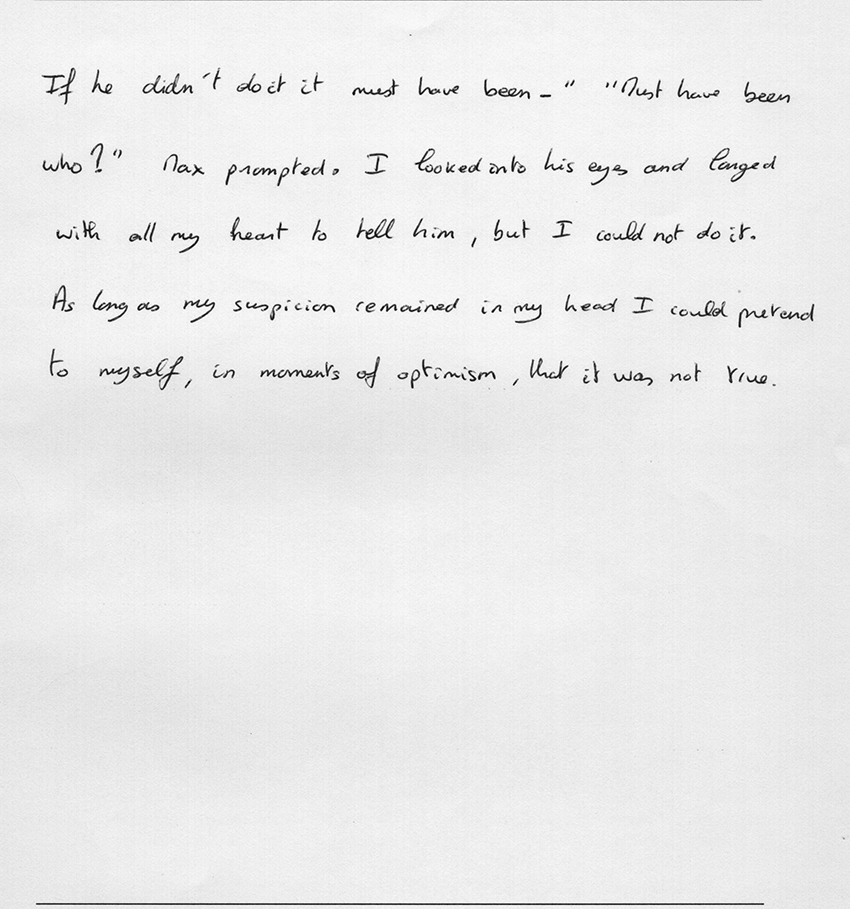 If he didn't do it it must have been – " "Must have been
who?" Max prompted. I looked into his eyes and longed
with all my heart to tell him, but I could not do it.
As long as my suspicion remained in my head I could pretend
to myself, in moments of optimism, that it was not true.